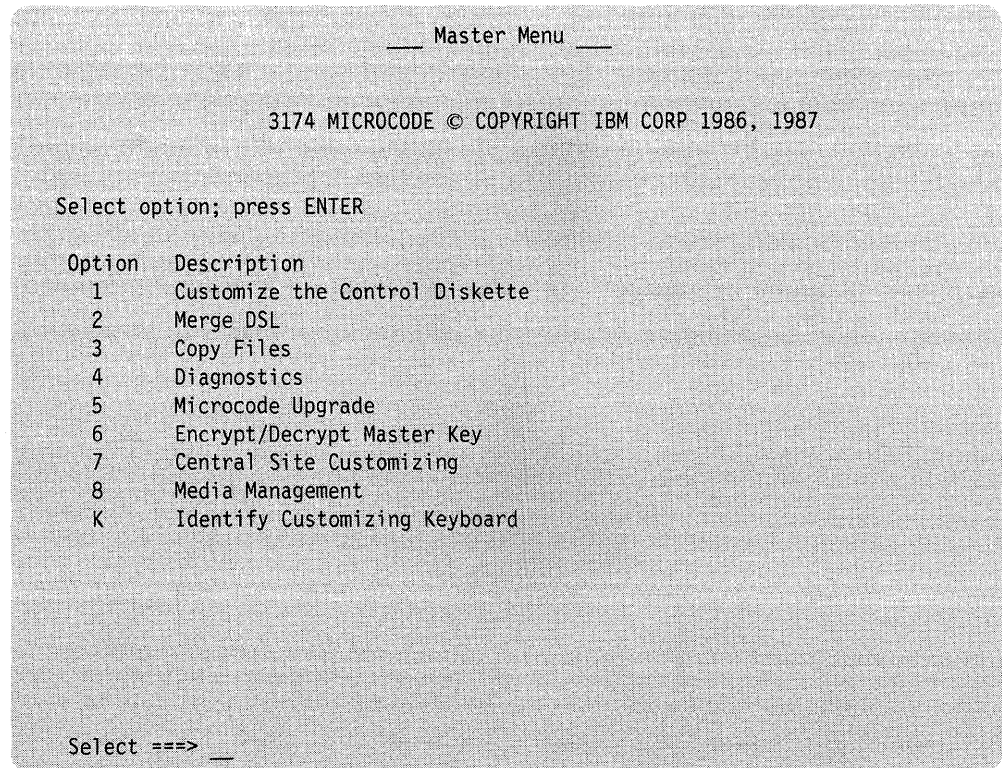 ___ Master Menu ___
3174 MICROCODE © COPYRIGHT IBM CORP 1986, 1987
Select option; press ENTER
Option Description
1 Customize the Control Diskette
2 Merge DSL
3 Copy Files
4 Diagnostics
5 Microcode Upgrade
6 Encrypt/Decrypt Master Key
7 Central Site Customizing
8 Media Management
K Identify Customizing Keyboard
Select ===> __